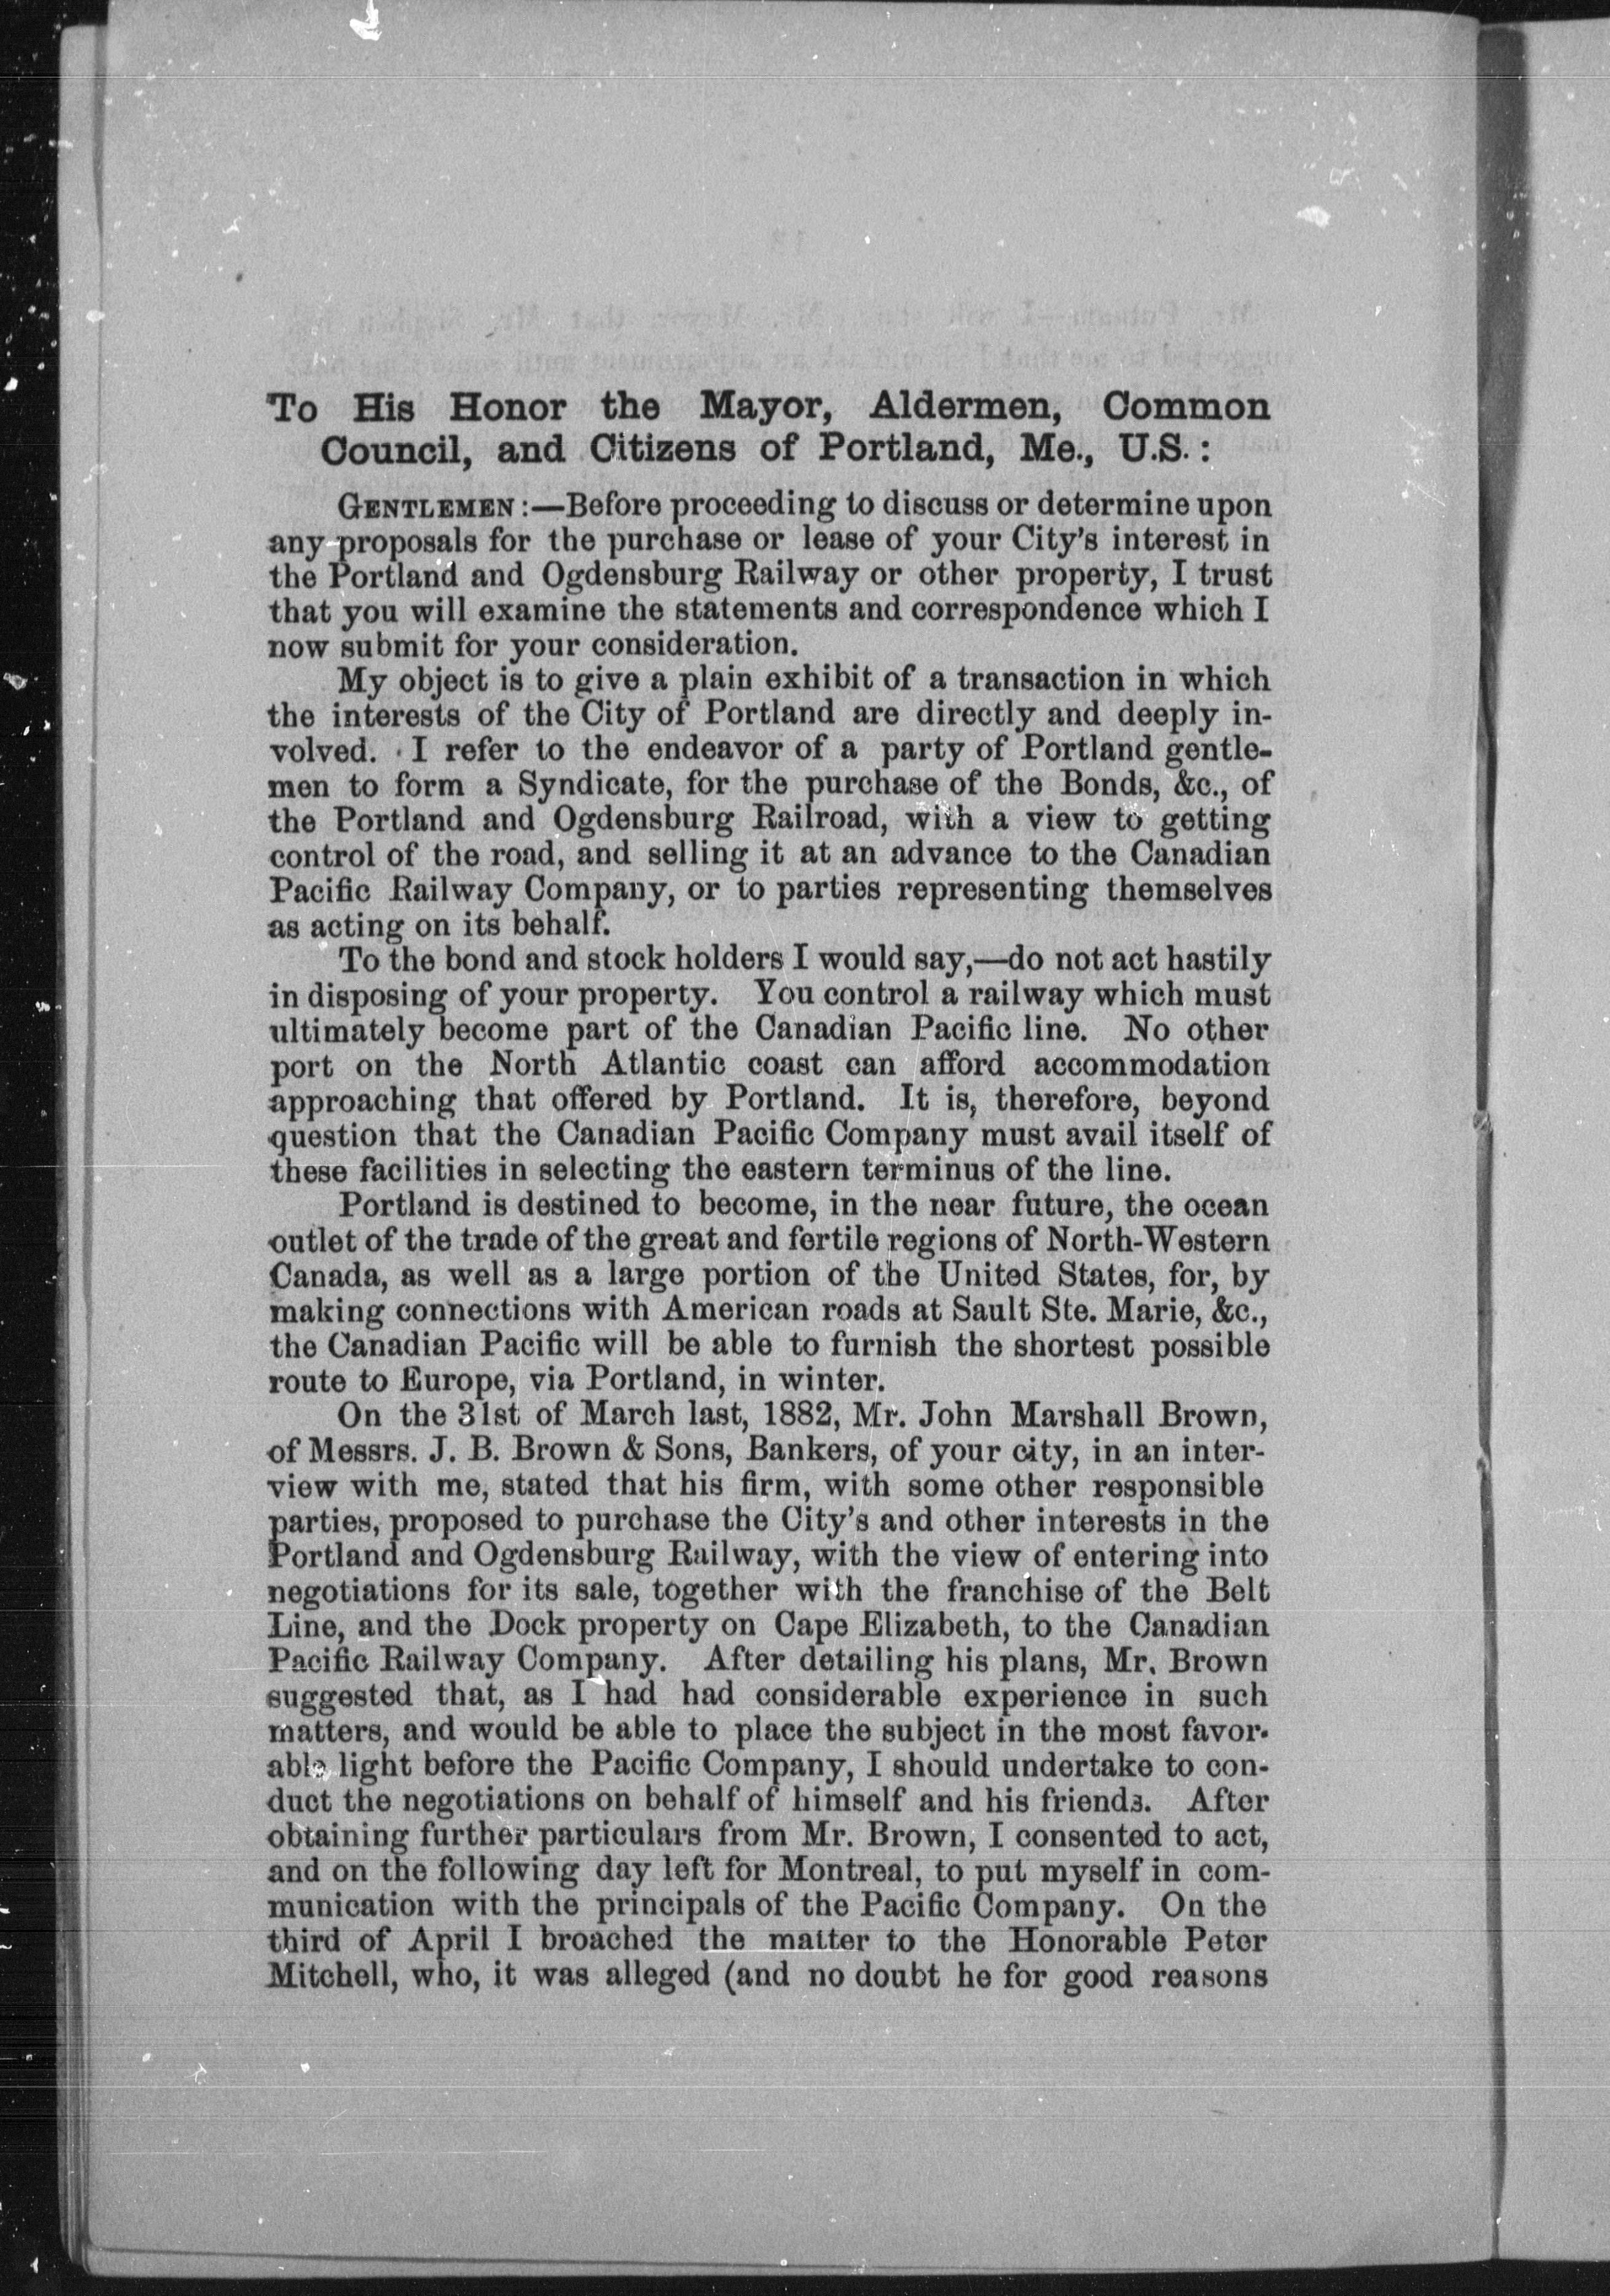 To His Honor the Mayor, Aldermen, Common
Council, and Citizens of Portland, Me., U.S. :
GENTLEMEN :—Before proceeding to discuss or determine upon
any proposals for the purchase or lease of your City's interest in
the Portland and Ogdensburg Railway or other property, I trust
that you will examine the statements and correspondence which I
now submit for your consideration.
My object is to give a plain exhibit of a transaction in which
the interests of the City of Portland are directly and deeply in-
volved. I refer to the endeavor of a party of Portland gentle-
men to form a Syndicate, for the purchase of the Bonds, &c., of
the Portland and Ogdensburg Railroad, with a view to getting
control of the road, and selling it at an advance to the Canadian
Pacific Railway Company, or to parties representing themselves
as acting on its behalf.
To the bond and stock holders I would say,—do not act hastily
in disposing of your property. You control a railway which must
ultimately become part of the Canadian Pacific line. No other
port on the North Atlantic coast can afford accommodation
approaching that offered by Portland. It is, therefore, beyond
question that the Canadian Pacific Company must avail itself of
these facilities in selecting the eastern terminus of the line.
Portland is destined to become, in the near future, the ocean
outlet of the trade of the great and fertile regions of North-Western
Canada, as well as a large portion of the United States, for, by
making connections with American roads at Sault Ste. Marie, &c.,
the Canadian Pacific will be able to furnish the shortest possible
route to Europe, via Portland, in winter.
On the 31st of March last, 1882, Mr. John Marshall Brown,
of Messrs. J. B. Brown & Sons, Bankers, of your city, in an inter-
view with me, stated that his firm, with some other responsible
parties, proposed to purchase the City's and other interests in the
Portland and Ogdensburg Railway, with the view of entering into
negotiations for its sale, together with the franchise of the Belt
Line, and the Dock property on Cape Elizabeth, to the Canadian
Pacific Railway Company. After detailing his plans, Mr. Brown
suggested that, as I had had considerable experience in such
matters, and would be able to place the subject in the most favor-
able light before the Pacific Company, I should undertake to con-
duct the negotiations on behalf of himself and his friends. After
obtaining further particulars from Mr. Brown, I consented to act,
and on the following day left for Montreal, to put myself in com-
munication with the principals of the Pacific Company. On the
third of April I broached the matter to the Honorable Peter
Mitchell, who, it was alleged (and no doubt he for good reasons